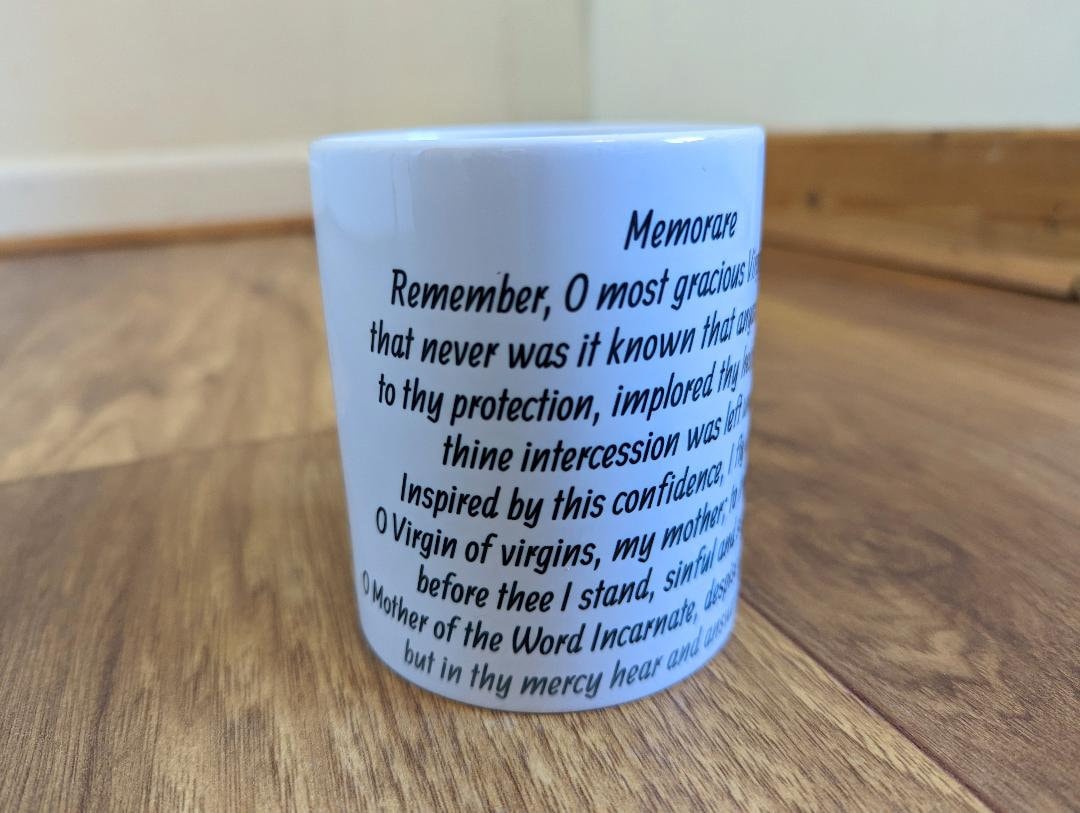 Memorare
Remember, O most gracious
that never was it known that
to thy protection, implored thy
thine intercession was left
Inspired by this confidence, I
O Virgin of virgins, my mother; to
before thee I stand, sinful and
O Mother of the Word Incarnate,
but in thy mercy hear and